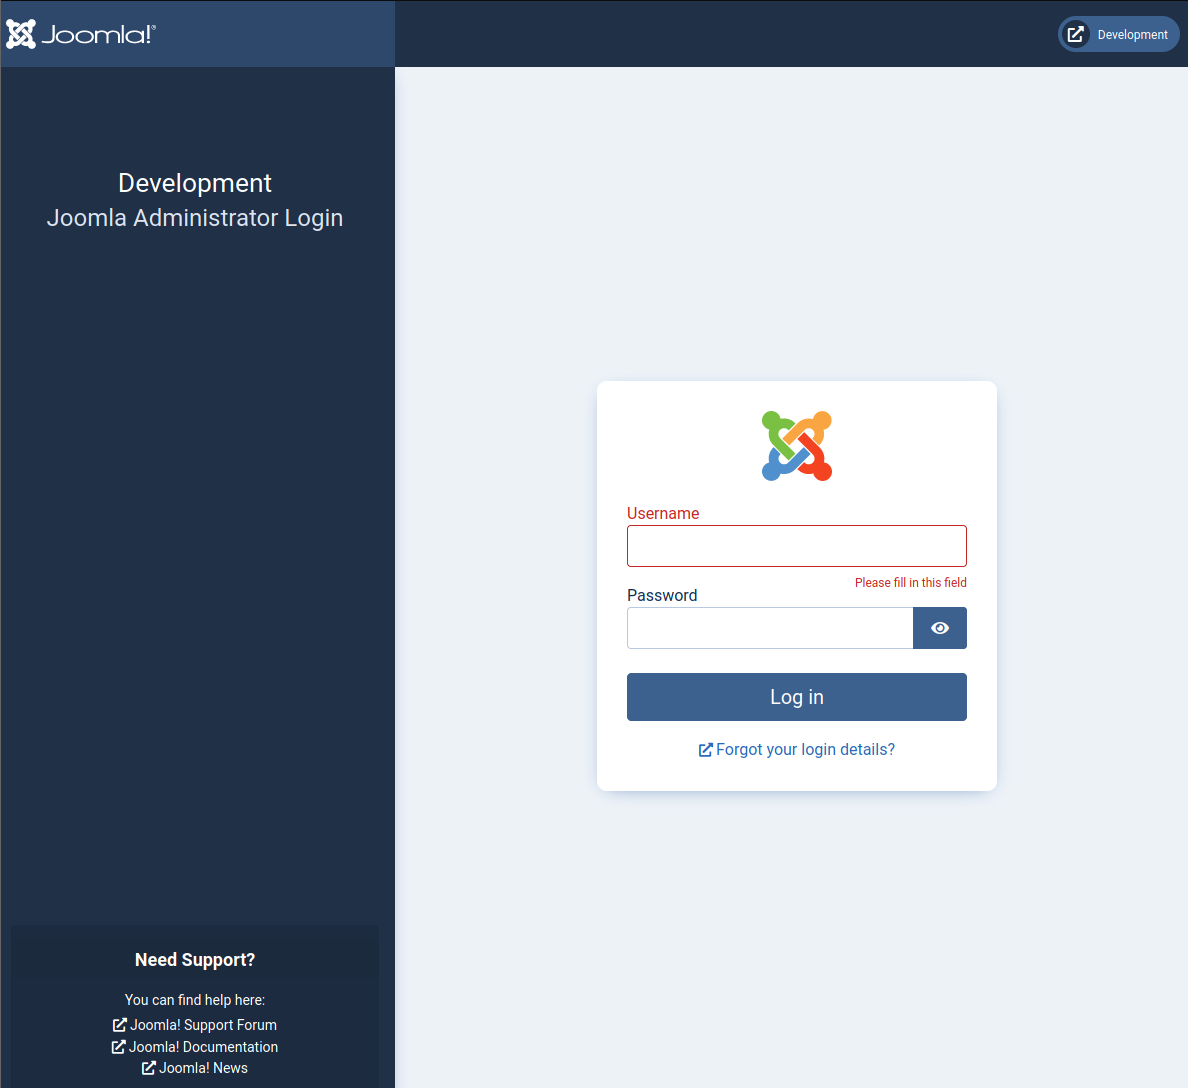 Joomla!®
Development
Development
Joomla Administrator Login
Username
Please fill in this field
Password
Log in
Forgot your login details?
Need Support?
You can find help here:
Joomla! Support Forum
Joomla! Documentation
Joomla! News